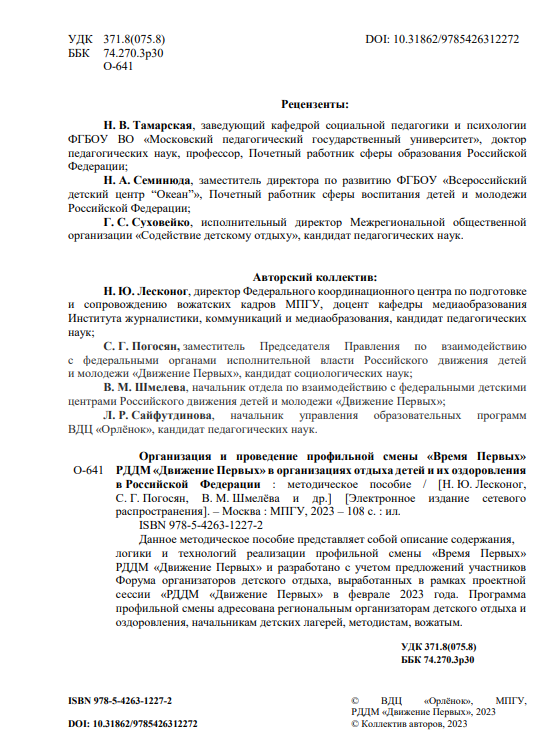 УДК 371.8(075.8) DOI: 10.31862/9785426312272
ББК 74.270.3р30
О-641
Рецензенты:
Н. В. Тамарская, заведующий кафедрой социальной педагогики и психологии
ФГБОУ ВО «Московский педагогический государственный университет», доктор
педагогических наук, профессор, Почетный работник сферы образования Российской
Федерации;
Н. А. Семинюда, заместитель директора по развитию ФГБОУ «Всероссийский
детский центр “Океан”», Почетный работник сферы воспитания детей и молодежи
Российской Федерации;
Г. С. Суховейко, исполнительный директор Межрегиональной общественной
организации «Содействие детскому отдыху», кандидат педагогических наук.
Авторский коллектив:
Н. Ю. Лесконог, директор Федерального координационного центра по подготовке
и сопровождению вожатских кадров МПГУ, доцент кафедры медиаобразования
Института журналистики, коммуникаций и медиаобразования, кандидат педагогических
наук;
С. Г. Погосян, заместитель Председателя Правления по взаимодействию
с федеральными органами исполнительной власти Российского движения детей
и молодежи «Движение Первых», кандидат социологических наук;
В. М. Шмелева, начальник отдела по взаимодействию с федеральными детскими
центрами Российского движения детей и молодежи «Движение Первых»;
Л. Р. Сайфутдинова, начальник управления образовательных программ
ВДЦ «Орлёнок», кандидат педагогических наук.
Организация и проведение профильной смены «Время Первых»
О-641 РДДМ «Движение Первых» в организациях отдыха детей и их оздоровления
в Российской Федерации : методическое пособие / [Н. Ю. Лесконог,
С. Г. Погосян, В. М. Шмелёва и др.] [Электронное издание сетевого
распространения]. – Москва : МПГУ, 2023 – 108 с. : ил.
ISBN 978-5-4263-1227-2
Данное методическое пособие представляет собой описание содержания,
логики и технологий реализации профильной смены «Время Первых»
РДДМ «Движение Первых» и разработано с учетом предложений участников
Форума организаторов детского отдыха, выработанных в рамках проектной
сессии «РДДМ «Движение Первых» в феврале 2023 года. Программа
профильной смены адресована региональным организаторам детского отдыха и
оздоровления, начальникам детских лагерей, методистам, вожатым.
УДК 371.8(075.8)
ББК 74.270.3р30
ISBN 978-5-4263-1227-2 © ВДЦ «Орлёнок», МПГУ,
РДДМ «Движение Первых», 2023
DOI: 10.31862/9785426312272 © Коллектив авторов, 2023